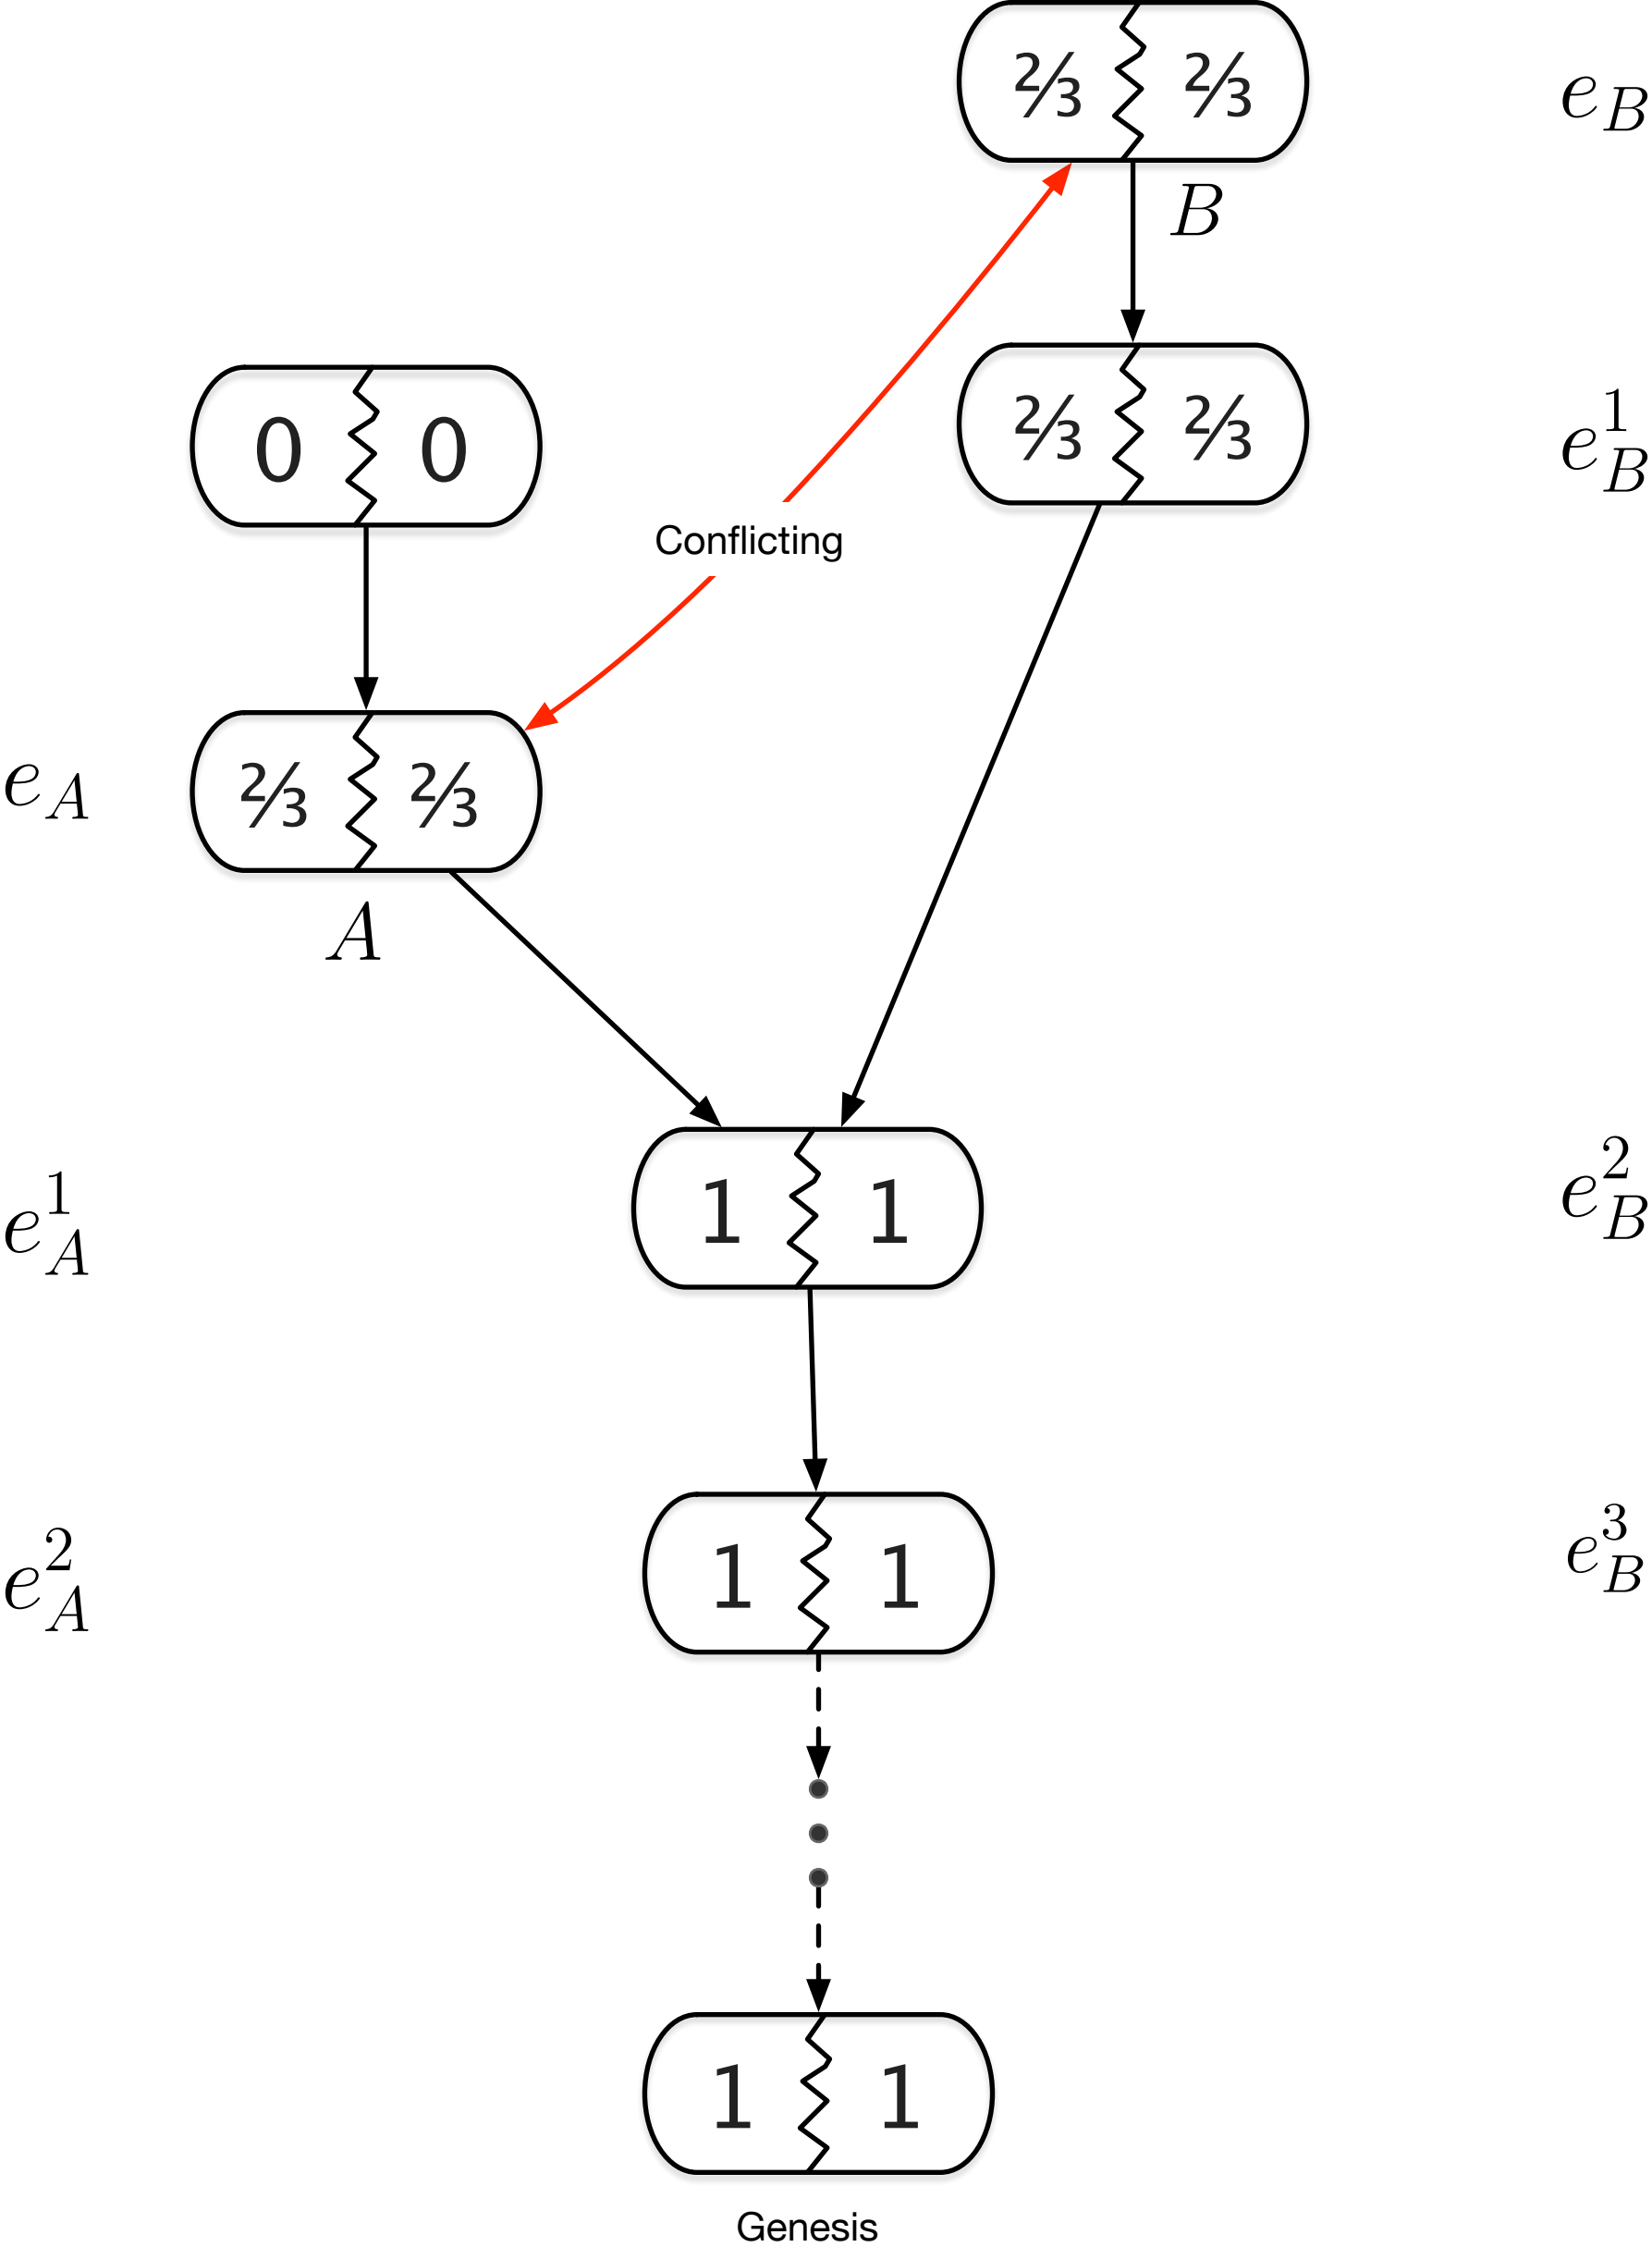 ⅔ ⅔ e_B
B
0 0
⅔ ⅔ e_B^1
Conflicting
e_A ⅔ ⅔
A
e_A^1 1 1 e_B^2
e_A^2 1 1 e_B^3
1 1
Genesis